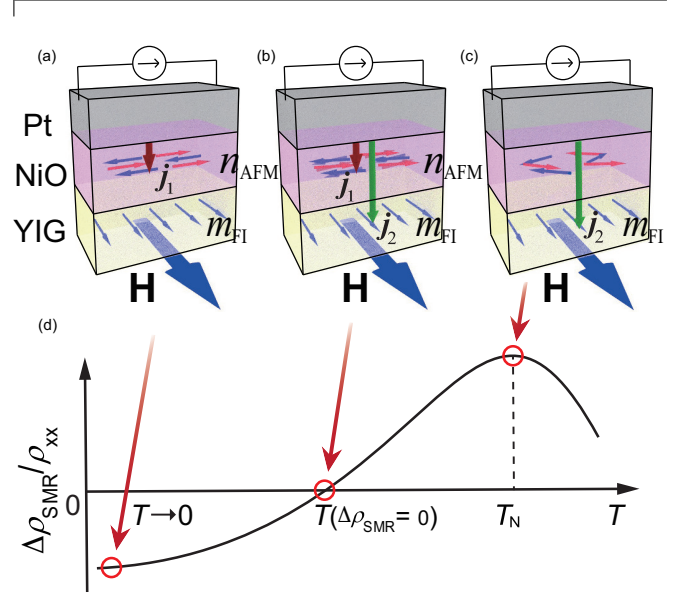 (a) (b) (c)
Pt
NiO j₁ n_AFM j₁ n_AFM
YIG m_FI j₂ m_FI j₂ m_FI
H H H
(d)
Δρ_SMR/ρ_xx
0 T→0 T(Δρ_SMR= 0) T_N T